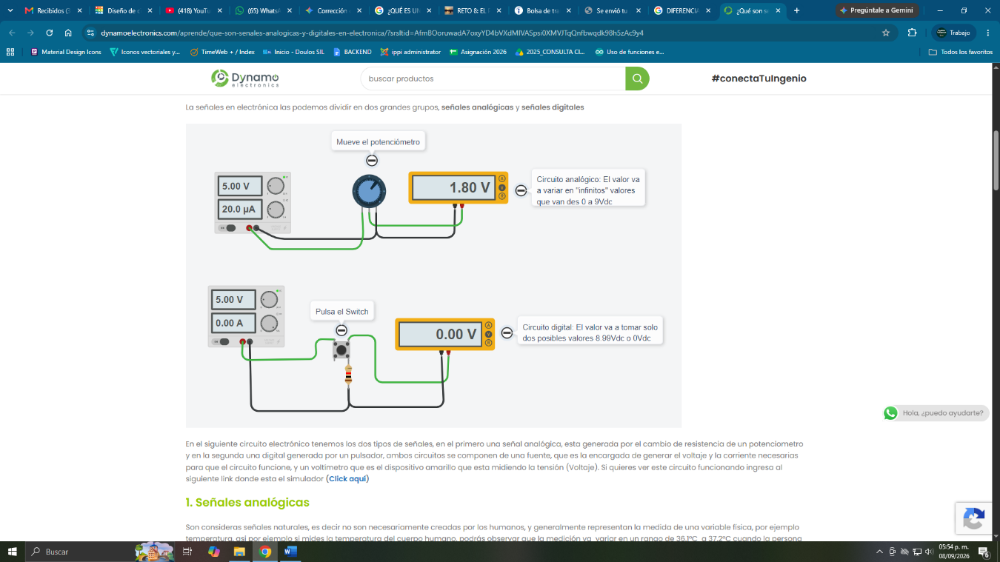 Recibidos (3
Diseño de c
(418) YouTu
(65) WhatsA
Corrección
¿QUÉ ES UN
RETO 8: EL
Bolsa de tra
Se envió tu
DIFERENCIA
¿Qué son se
Pregúntale a Gemini
dynamoelectronics.com/aprende/que-son-senales-analogicas-y-digitales-en-electronica/?srsltid=AfmBOoruwadA7oxyYD4bVXdMIVASpsi0XMVJTqQnfbwqdk98h5zAc9y4
Trabajo
Material Design Icons
Iconos vectoriales y...
TimeWeb + / Index
Inicio - Doulos SIL
BACKEND
ippi administrator
Asignación 2026
2025_CONSULTA CI...
Uso de funciones e...
Todos los favoritos
Dynamo
electronics
buscar productos
#conectaTuIngenio
La señales en electrónica las podemos dividir en dos grandes grupos, señales analógicas y señales digitales
Mueve el potenciómetro
5.00 V
20.0 µA
1.80 V
A
V
R
Circuito analógico: El valor va
a variar en "infinitos" valores
que van des 0 a 9Vdc
5.00 V
0.00 A
Pulsa el Switch
0.00 V
A
V
R
Circuito digital: El valor va a tomar solo
dos posibles valores 8.99Vdc o 0Vdc
Hola, ¿puedo ayudarte?
En el siguiente circuito electrónico tenemos los dos tipos de señales, en el primero una señal analógica, esta generada por el cambio de resistencia de un potenciometro
y en la segunda una digital generada por un pulsador, ambos circuitos se componen de una fuente, que es la encargada de generar el voltaje y la corriente necesarias
para que el circuito funcione, y un voltimetro que es el dispositivo amarillo que esta midiendo la tensión (Voltaje). Si quieres ver este circuito funcionando ingresa al
siguiente link donde esta el simulador (Click aquí)
1. Señales analógicas
Son consideras señales naturales, es decir no son necesariamente creadas por los humanos, y generalmente representan la medida de una variable física, por ejemplo
temperatura, asi por ejemplo si mides la temperatura del cuerpo humano, podrás observar que la medición va variar en un rango de 36.1ºC a 37.2ºC cuando la persona
Buscar
05:54 p. m.
08/09/2026
6